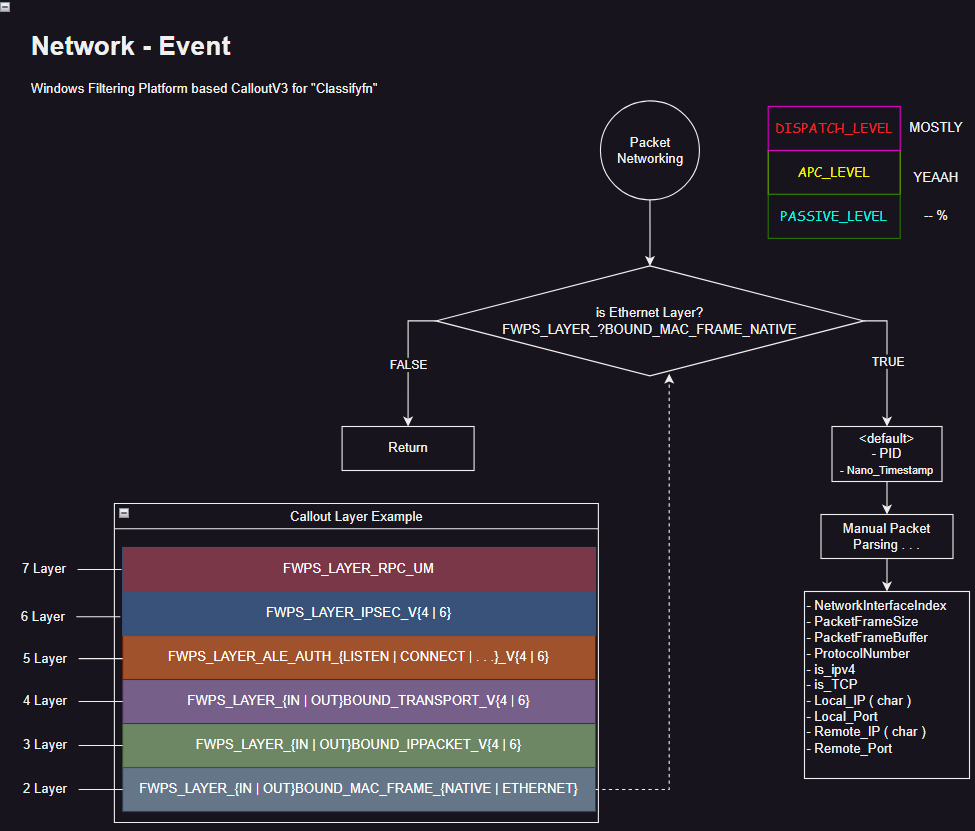 Network - Event
Windows Filtering Platform based CalloutV3 for "Classifyfn"
Packet
Networking
DISPATCH_LEVEL
MOSTLY
APC_LEVEL
YEAAH
PASSIVE_LEVEL
-- %
is Ethernet Layer?
FWPS_LAYER_?BOUND_MAC_FRAME_NATIVE
FALSE
TRUE
Return
<default>
- PID
- Nano_Timestamp
Manual Packet
Parsing . . .
- NetworkInterfaceIndex
- PacketFrameSize
- PacketFrameBuffer
- ProtocolNumber
- is_ipv4
- is_TCP
- Local_IP ( char )
- Local_Port
- Remote_IP ( char )
- Remote_Port
Callout Layer Example
7 Layer
FWPS_LAYER_RPC_UM
6 Layer
FWPS_LAYER_IPSEC_V{4 | 6}
5 Layer
FWPS_LAYER_ALE_AUTH_{LISTEN | CONNECT | . . .}_V{4 | 6}
4 Layer
FWPS_LAYER_{IN | OUT}BOUND_TRANSPORT_V{4 | 6}
3 Layer
FWPS_LAYER_{IN | OUT}BOUND_IPPACKET_V{4 | 6}
2 Layer
FWPS_LAYER_{IN | OUT}BOUND_MAC_FRAME_{NATIVE | ETHERNET}